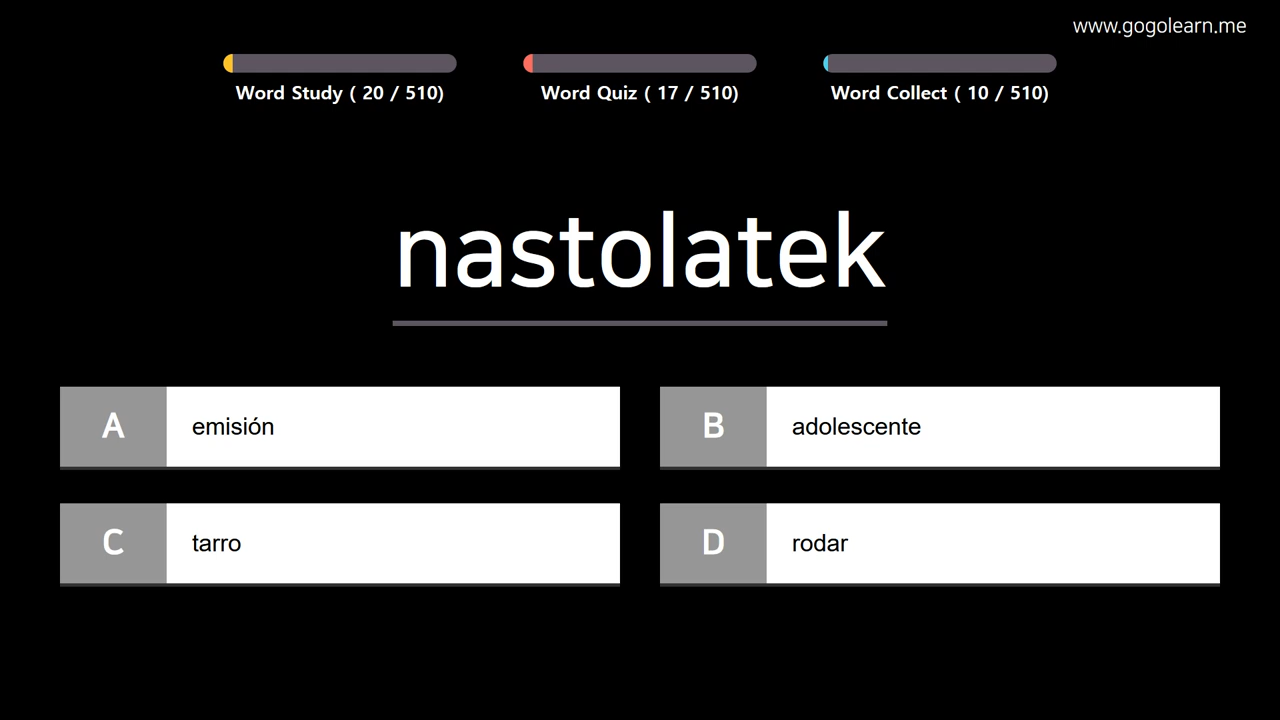 www.gogolearn.me
Word Study ( 20 / 510)
Word Quiz ( 17 / 510)
Word Collect ( 10 / 510)
nastolatek
A emisión
B adolescente
C tarro
D rodar